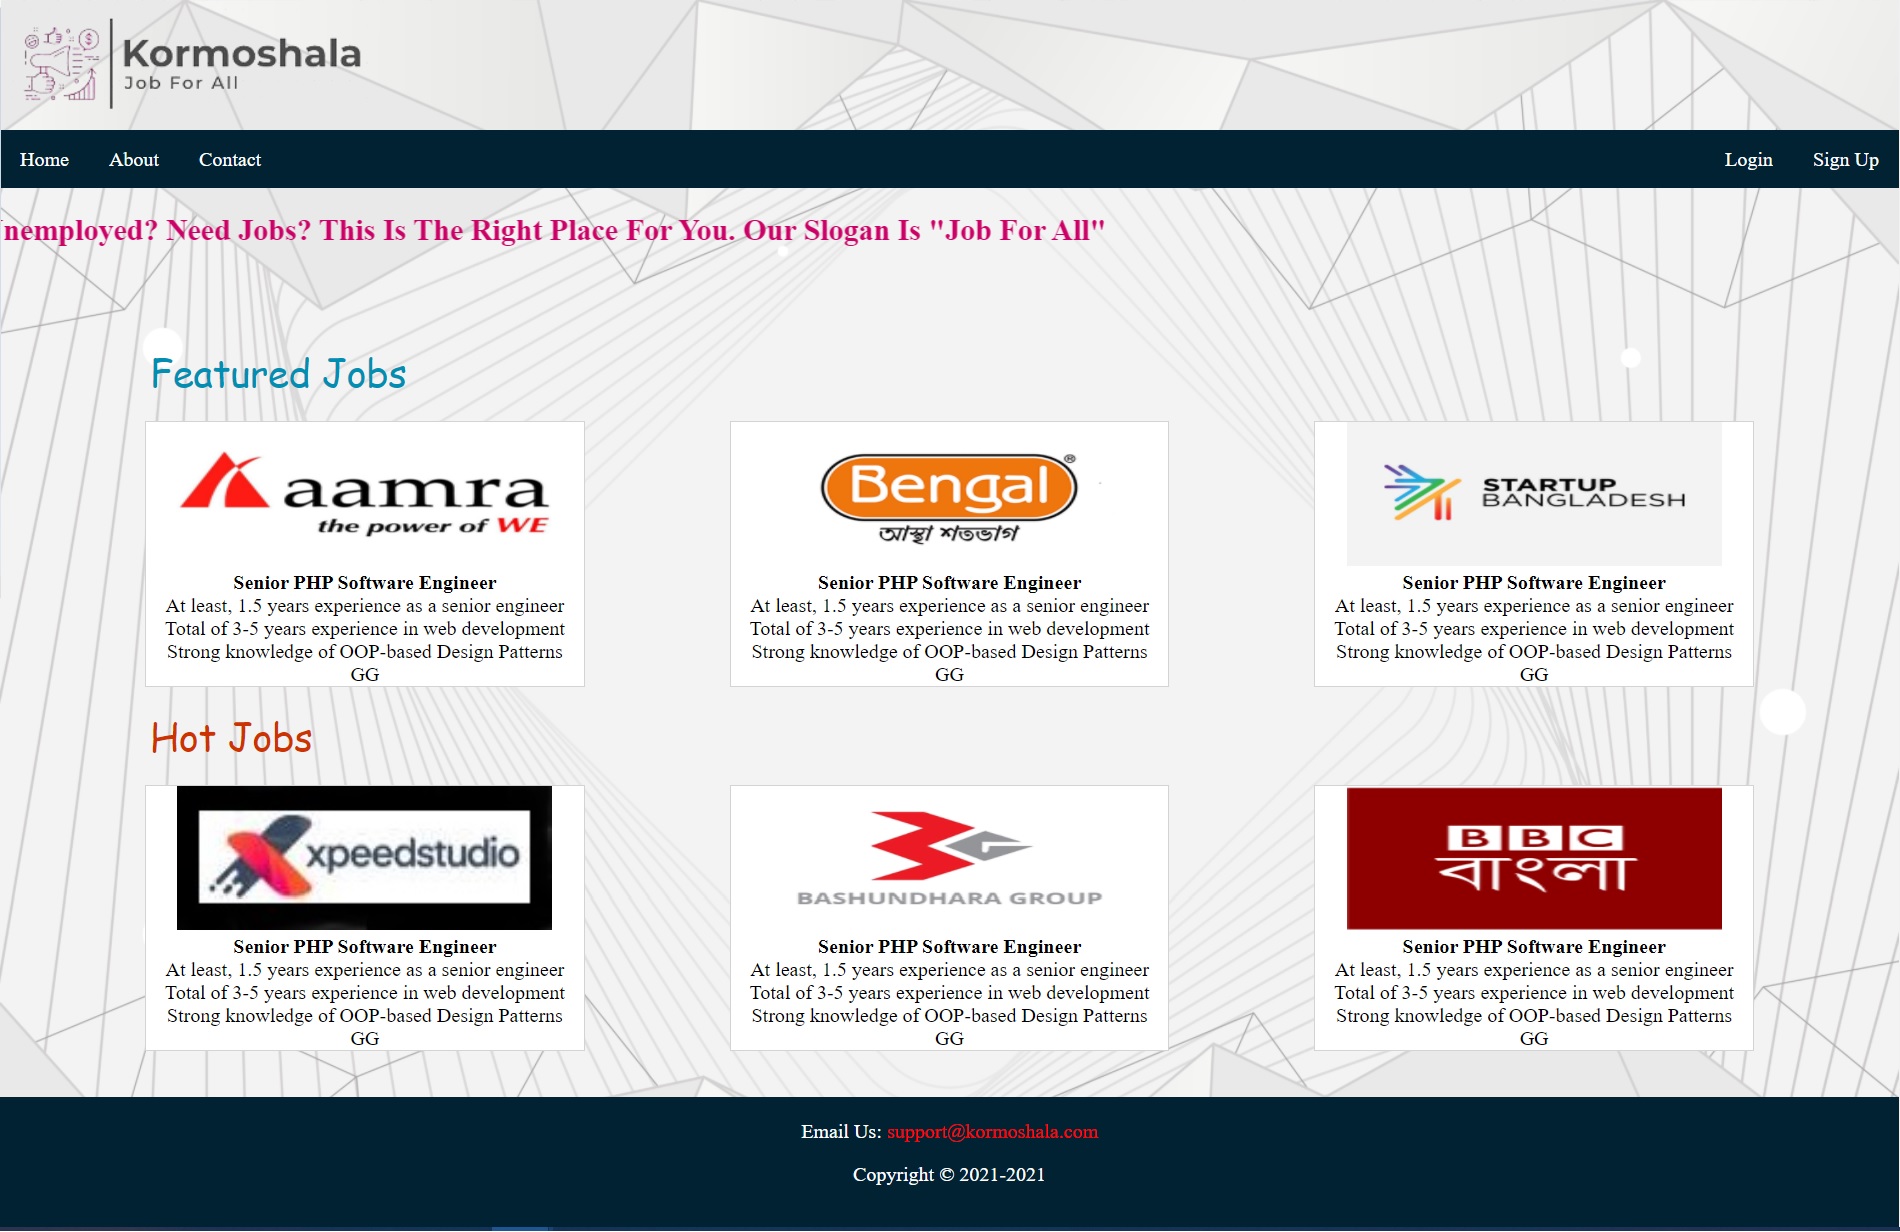 Kormoshala
Job For All
Home About Contact Login Sign Up
nemployed? Need Jobs? This Is The Right Place For You. Our Slogan Is "Job For All"
Featured Jobs
aamra
the power of WE
Senior PHP Software Engineer
At least, 1.5 years experience as a senior engineer
Total of 3-5 years experience in web development
Strong knowledge of OOP-based Design Patterns
GG
Bengal®
আস্থা শতভাগ
Senior PHP Software Engineer
At least, 1.5 years experience as a senior engineer
Total of 3-5 years experience in web development
Strong knowledge of OOP-based Design Patterns
GG
STARTUP
BANGLADESH
Senior PHP Software Engineer
At least, 1.5 years experience as a senior engineer
Total of 3-5 years experience in web development
Strong knowledge of OOP-based Design Patterns
GG
Hot Jobs
xpeedstudio
Senior PHP Software Engineer
At least, 1.5 years experience as a senior engineer
Total of 3-5 years experience in web development
Strong knowledge of OOP-based Design Patterns
GG
BASHUNDHARA GROUP
Senior PHP Software Engineer
At least, 1.5 years experience as a senior engineer
Total of 3-5 years experience in web development
Strong knowledge of OOP-based Design Patterns
GG
BBC
বাংলা
Senior PHP Software Engineer
At least, 1.5 years experience as a senior engineer
Total of 3-5 years experience in web development
Strong knowledge of OOP-based Design Patterns
GG
Email Us: support@kormoshala.com
Copyright © 2021-2021